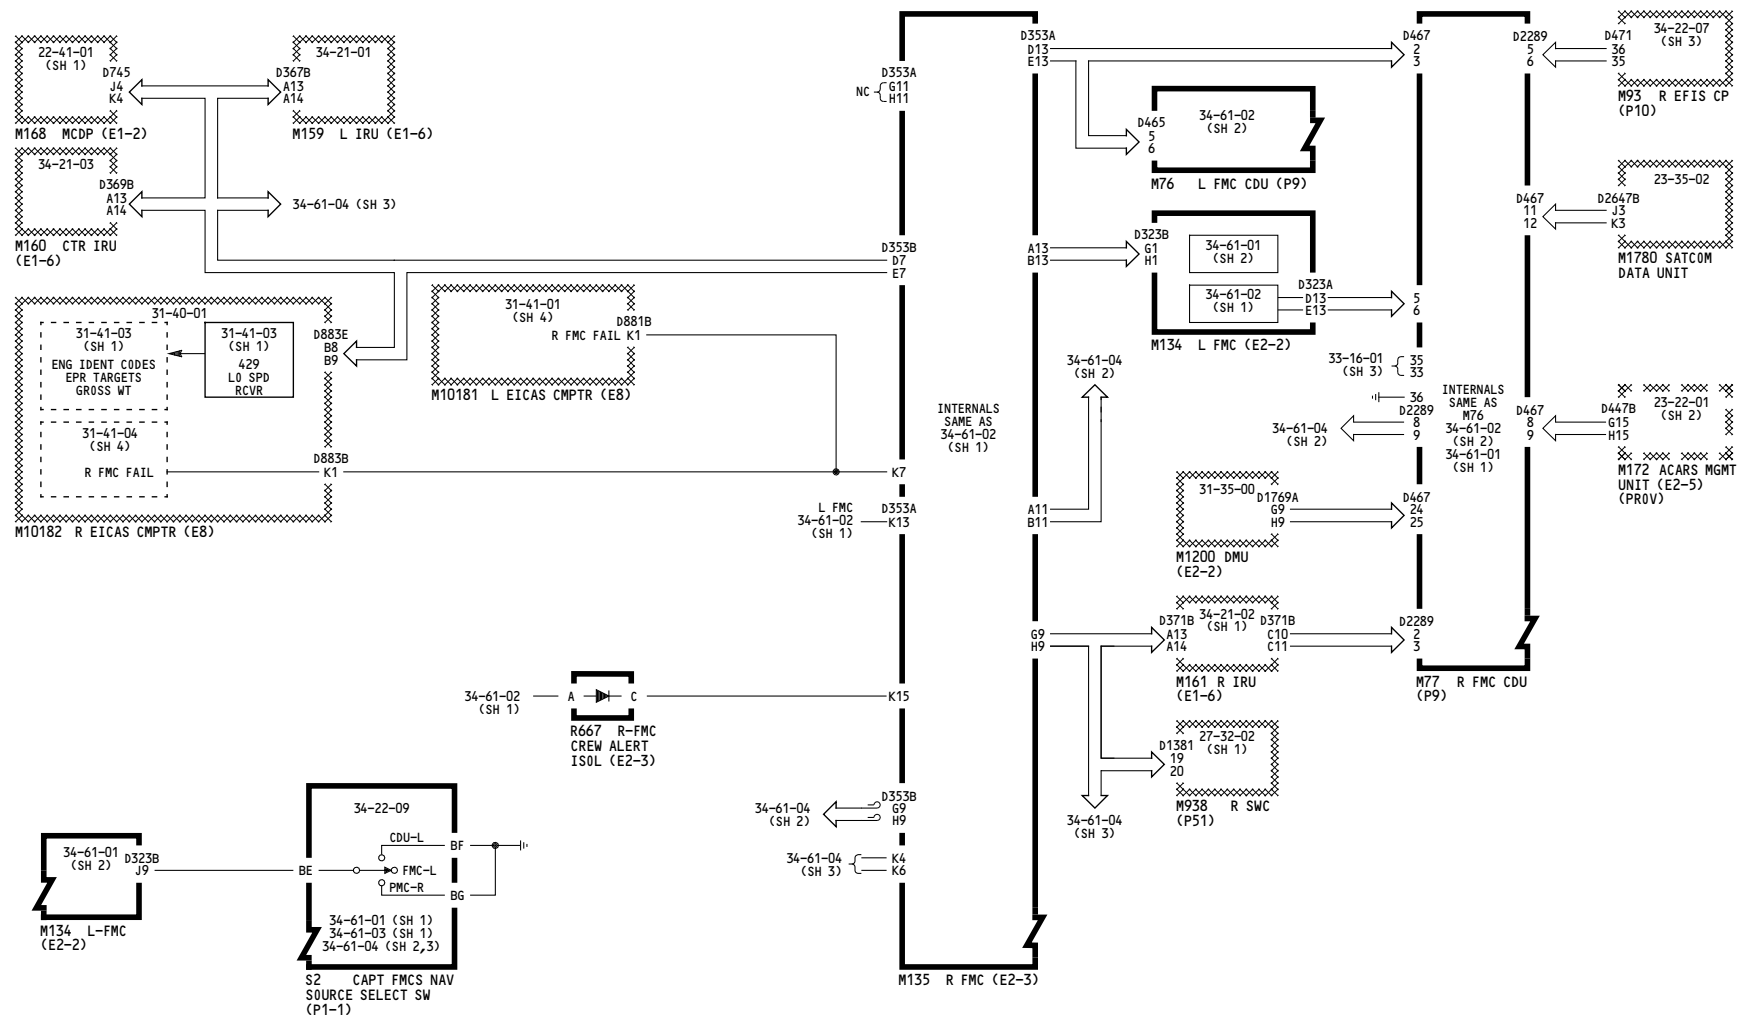 22-41-01
(SH 1)
D745
J4
K4
M168 MCDP (E1-2)
34-21-01
D367B
A13
A14
M159 L IRU (E1-6)
34-21-03
D369B
A13
A14
M160 CTR IRU
(E1-6)
34-61-04 (SH 3)
31-40-01
31-41-03
(SH 1)
ENG IDENT CODES
EPR TARGETS
GROSS WT
31-41-03
(SH 1)
429
LO SPD
RCVR
D883E
B8
B9
31-41-04
(SH 4)
R FMC FAIL
D883B
K1
M10182 R EICAS CMPTR (E8)
31-41-01
(SH 4)
D881B
R FMC FAIL K1
M10181 L EICAS CMPTR (E8)
34-61-02
(SH 1)
A
C
R667 R-FMC
CREW ALERT
ISOL (E2-3)
34-61-01
(SH 2)
D323B
J9
M134 L-FMC
(E2-2)
34-22-09
CDU-L
BF
BE
FMC-L
PMC-R
BG
34-61-01 (SH 1)
34-61-03 (SH 1)
34-61-04 (SH 2,3)
S2 CAPT FMCS NAV
SOURCE SELECT SW
(P1-1)
D353A
NC
G11
H11
D353B
D7
E7
K7
L FMC
34-61-02
(SH 1)
D353A
K13
K15
34-61-04
(SH 2)
D353B
G9
H9
34-61-04
(SH 3)
K4
K6
INTERNALS
SAME AS
34-61-02
(SH 1)
M135 R FMC (E2-3)
D353A
D13
E13
A13
B13
A11
B11
G9
H9
D465
5
6
34-61-02
(SH 2)
M76 L FMC CDU (P9)
D323B
G1
H1
34-61-01
(SH 2)
34-61-02
(SH 1)
D323A
D13
E13
M134 L FMC (E2-2)
34-61-04
(SH 2)
31-35-00
D1769A
G9
H9
M1200 DMU
(E2-2)
34-21-02
(SH 1)
D371B
A13
A14
D371B
C10
C11
M161 R IRU
(E1-6)
27-32-02
(SH 1)
D1381
19
20
M938 R SWC
(P51)
34-61-04
(SH 3)
D467
2
3
5
6
33-16-01
(SH 3)
35
33
36
D2289
8
9
34-61-04
(SH 2)
D467
24
25
D2289
2
3
INTERNALS
SAME AS
M76
34-61-02
(SH 2)
34-61-01
(SH 1)
D2289
5
6
D467
11
12
D467
8
9
M77 R FMC CDU
(P9)
34-22-07
(SH 3)
D471
36
35
M93 R EFIS CP
(P10)
23-35-02
D2647B
J3
K3
M1780 SATCOM
DATA UNIT
23-22-01
(SH 2)
D447B
G15
H15
M172 ACARS MGMT
UNIT (E2-5)
(PROV)